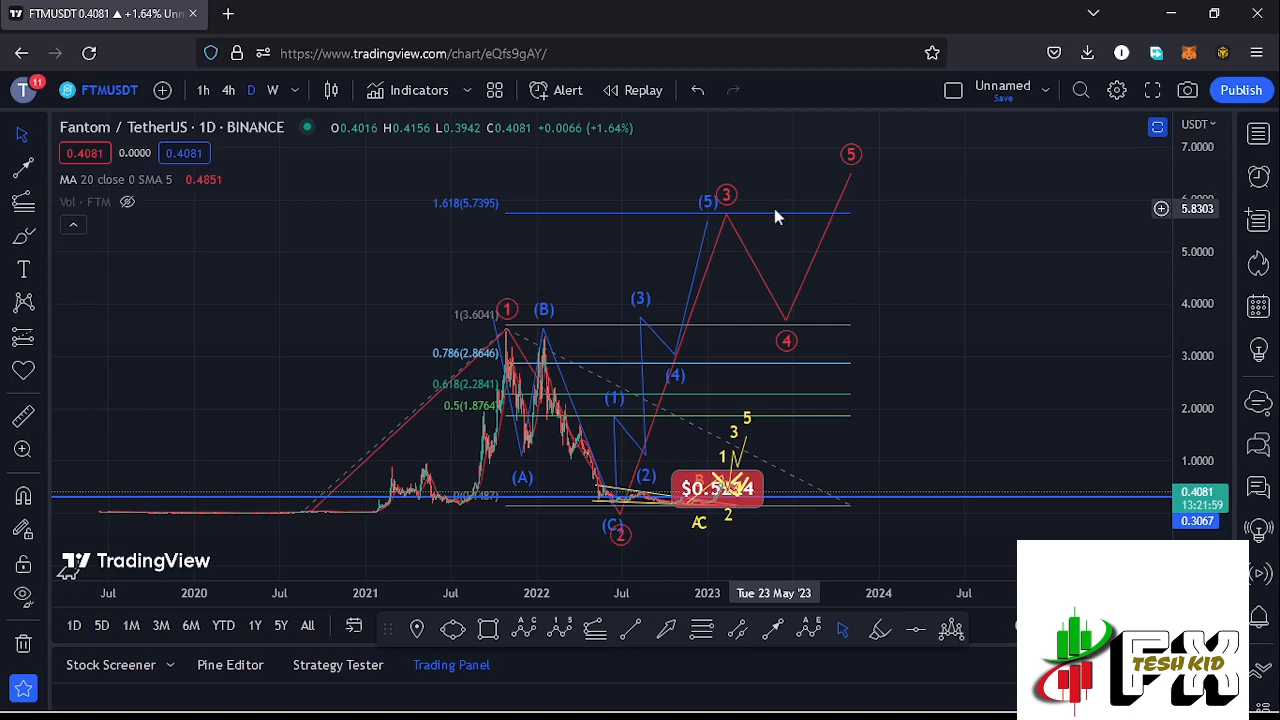 FTMUSDT 0.4081 ▲ +1.64% Unn
https://www.tradingview.com/chart/eQfs9gAY/
T 11 FTMUSDT 1h 4h D W Indicators Alert Replay Unnamed Save Publish
Fantom / TetherUS · 1D · BINANCE O0.4016 H0.4156 L0.3942 C0.4081 +0.0066 (+1.64%)
USDT
0.4081 0.0000 0.4081
MA 20 close 0 SMA 5 0.4851
Vol · FTM
7.0000
5.8303
5.0000
4.0000
3.0000
2.0000
1.0000
0.4081
13:21:59
0.3067
1.618(5.7395)
1(3.6041)
0.786(2.8646)
0.618(2.2841)
0.5(1.8764)
5
(5) 3
(3)
1 (B)
4
(4)
(1)
5
3
1
(A) (2)
AC 2
(C)
2
TradingView
Jul 2020 Jul 2021 Jul 2022 Jul 2023 Tue 23 May '23 2024 Jul
1D 5D 1M 3M 6M YTD 1Y 5Y All
Stock Screener Pine Editor Strategy Tester Trading Panel
FX
TESH KID